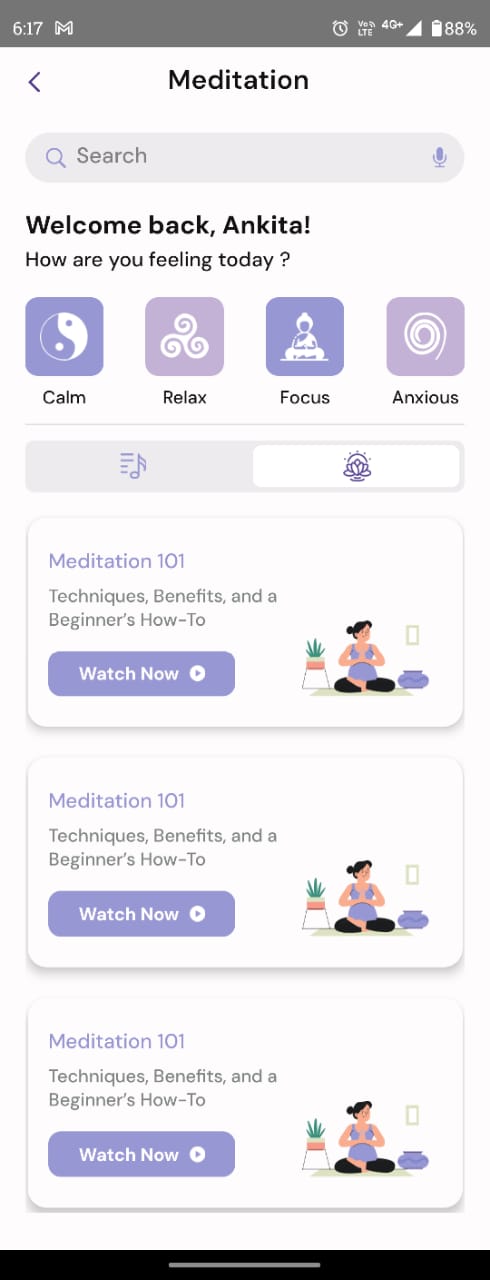 6:17 VoD LTE 4G+ 88%
Meditation
Search
Welcome back, Ankita!
How are you feeling today ?
Calm Relax Focus Anxious
Meditation 101
Techniques, Benefits, and a
Beginner's How-To
Watch Now
Meditation 101
Techniques, Benefits, and a
Beginner's How-To
Watch Now
Meditation 101
Techniques, Benefits, and a
Beginner's How-To
Watch Now